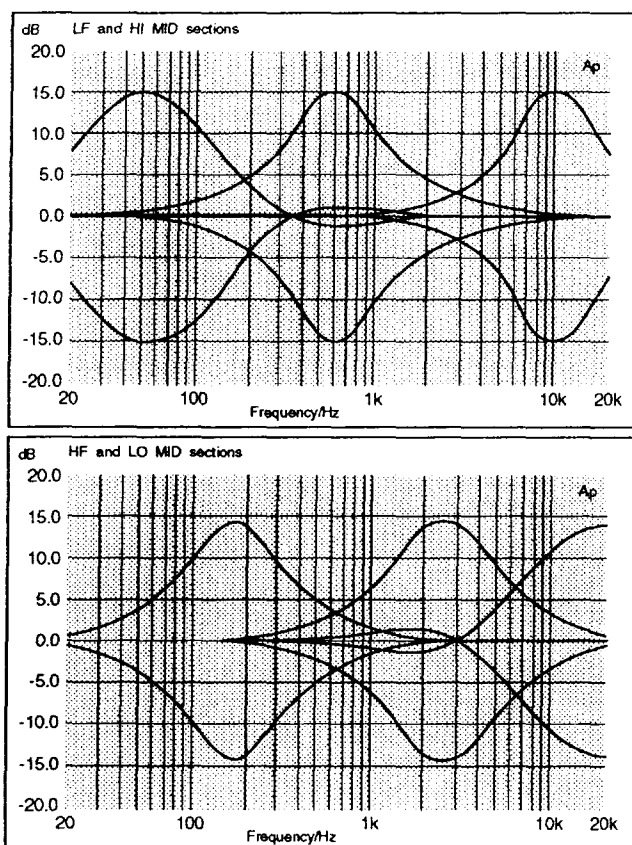 dB LF and HI MID sections
20.0
Ap
15.0
10.0
5.0
0.0
-5.0
-10.0
-15.0
-20.0
20 100 1k 10k 20k
Frequency/Hz
dB HF and LO MID sections
20.0
Ap
15.0
10.0
5.0
0.0
-5.0
-10.0
-15.0
-20.0
20 100 1k 10k 20k
Frequency/Hz